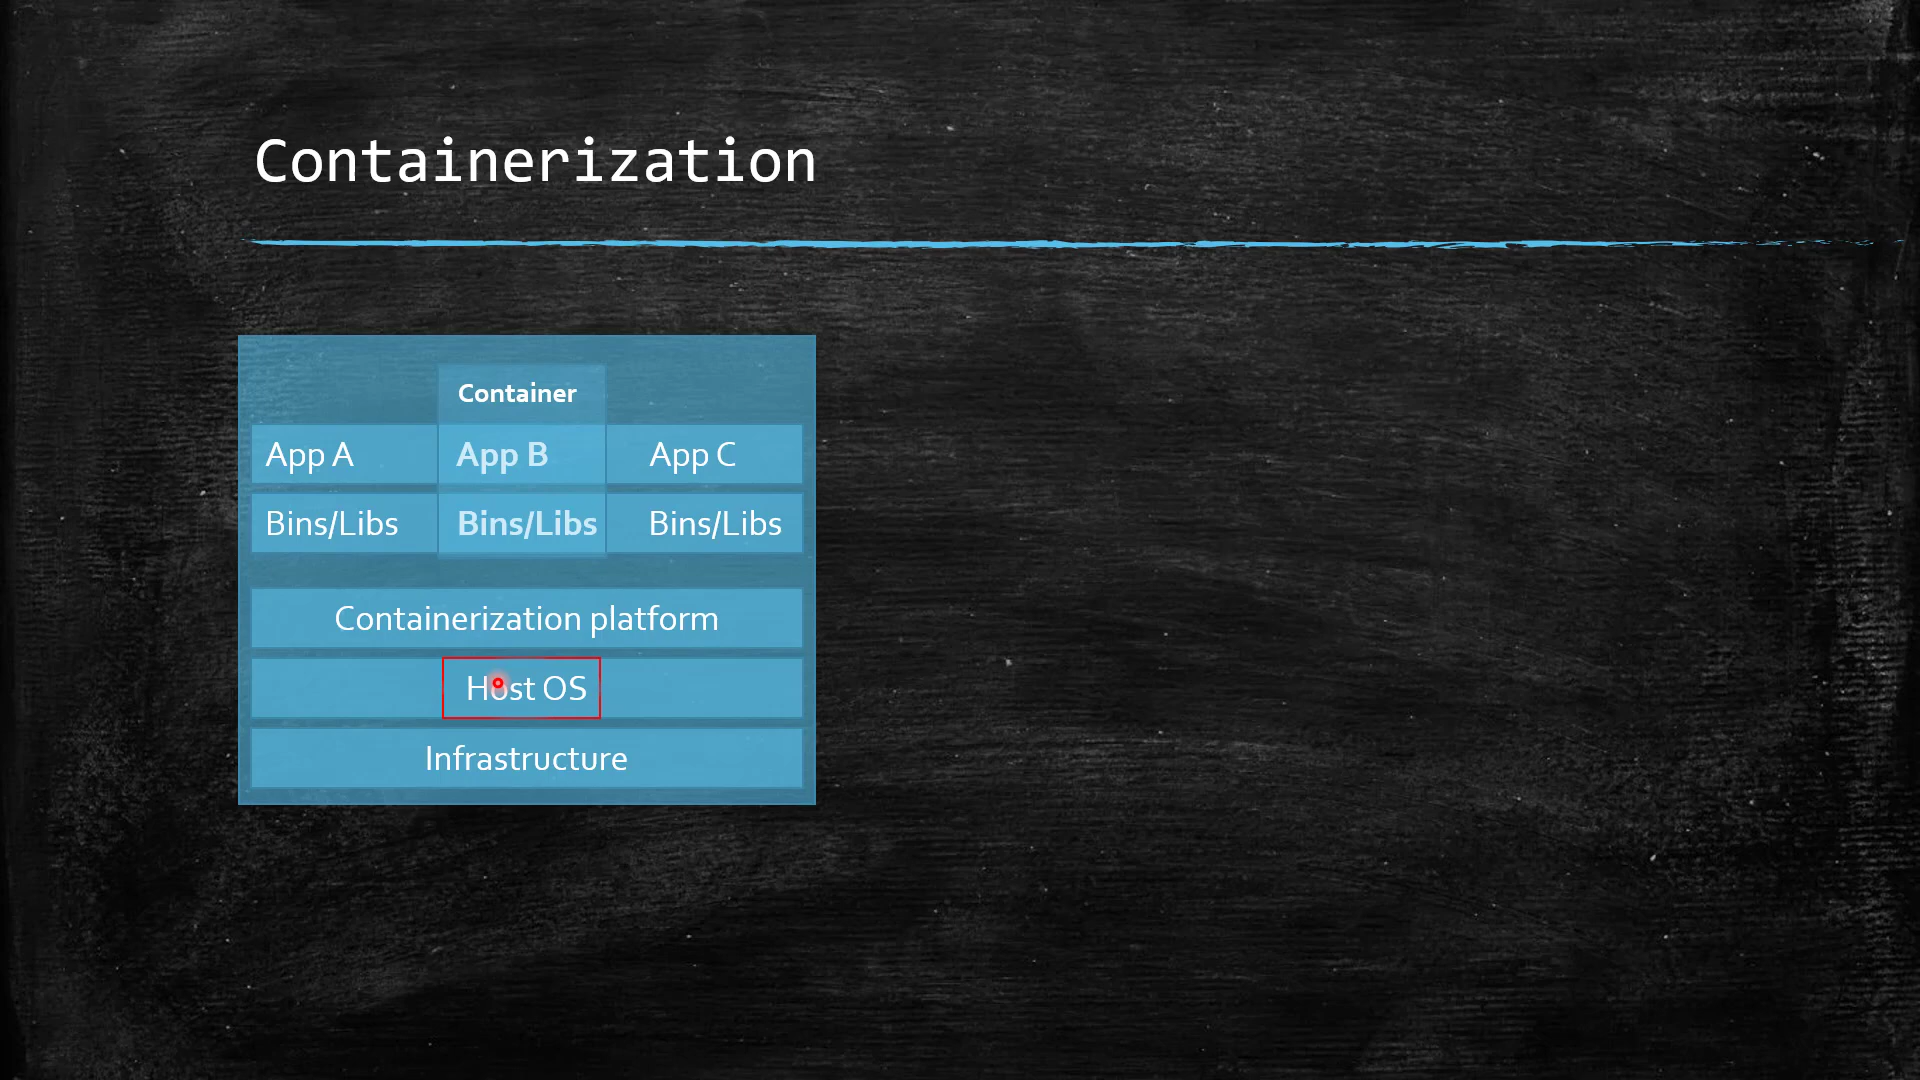 Containerization
Container
App A App B App C
Bins/Libs Bins/Libs Bins/Libs
Containerization platform
Host OS
Infrastructure